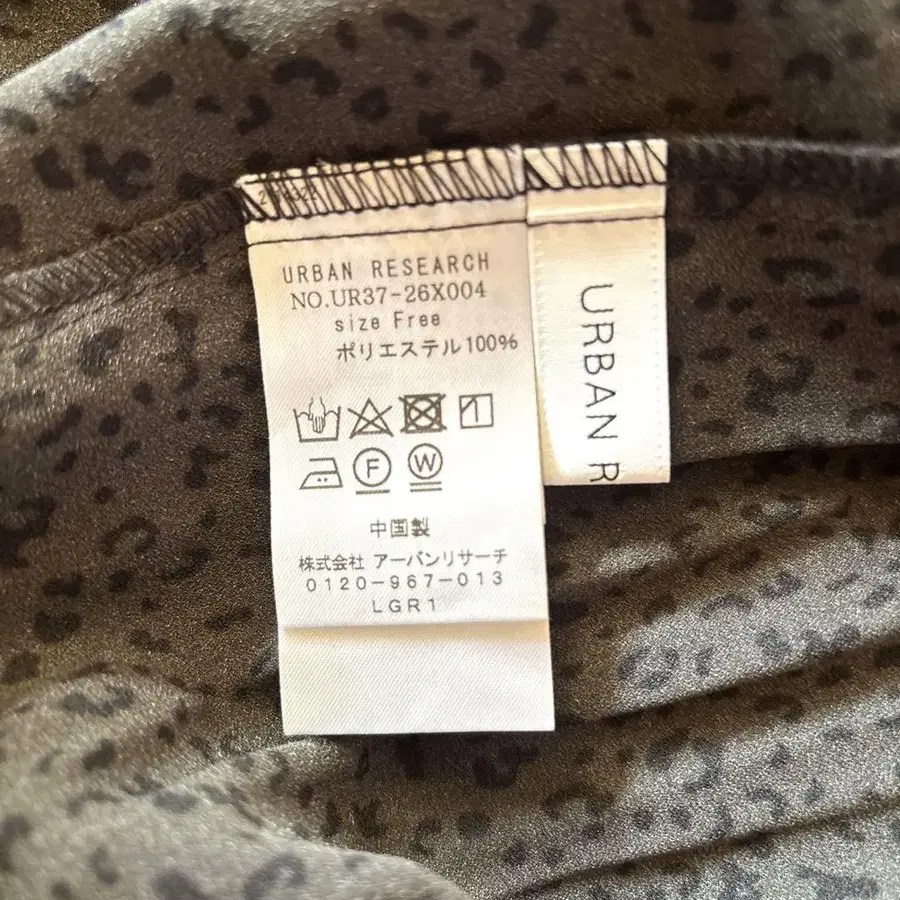 URBAN RESEARCH
NO.UR37-26X004
size Free
ポリエステル100%
F
W
中国製
株式会社 アーバンリサーチ
0120-967-013
LGR1
URBAN R